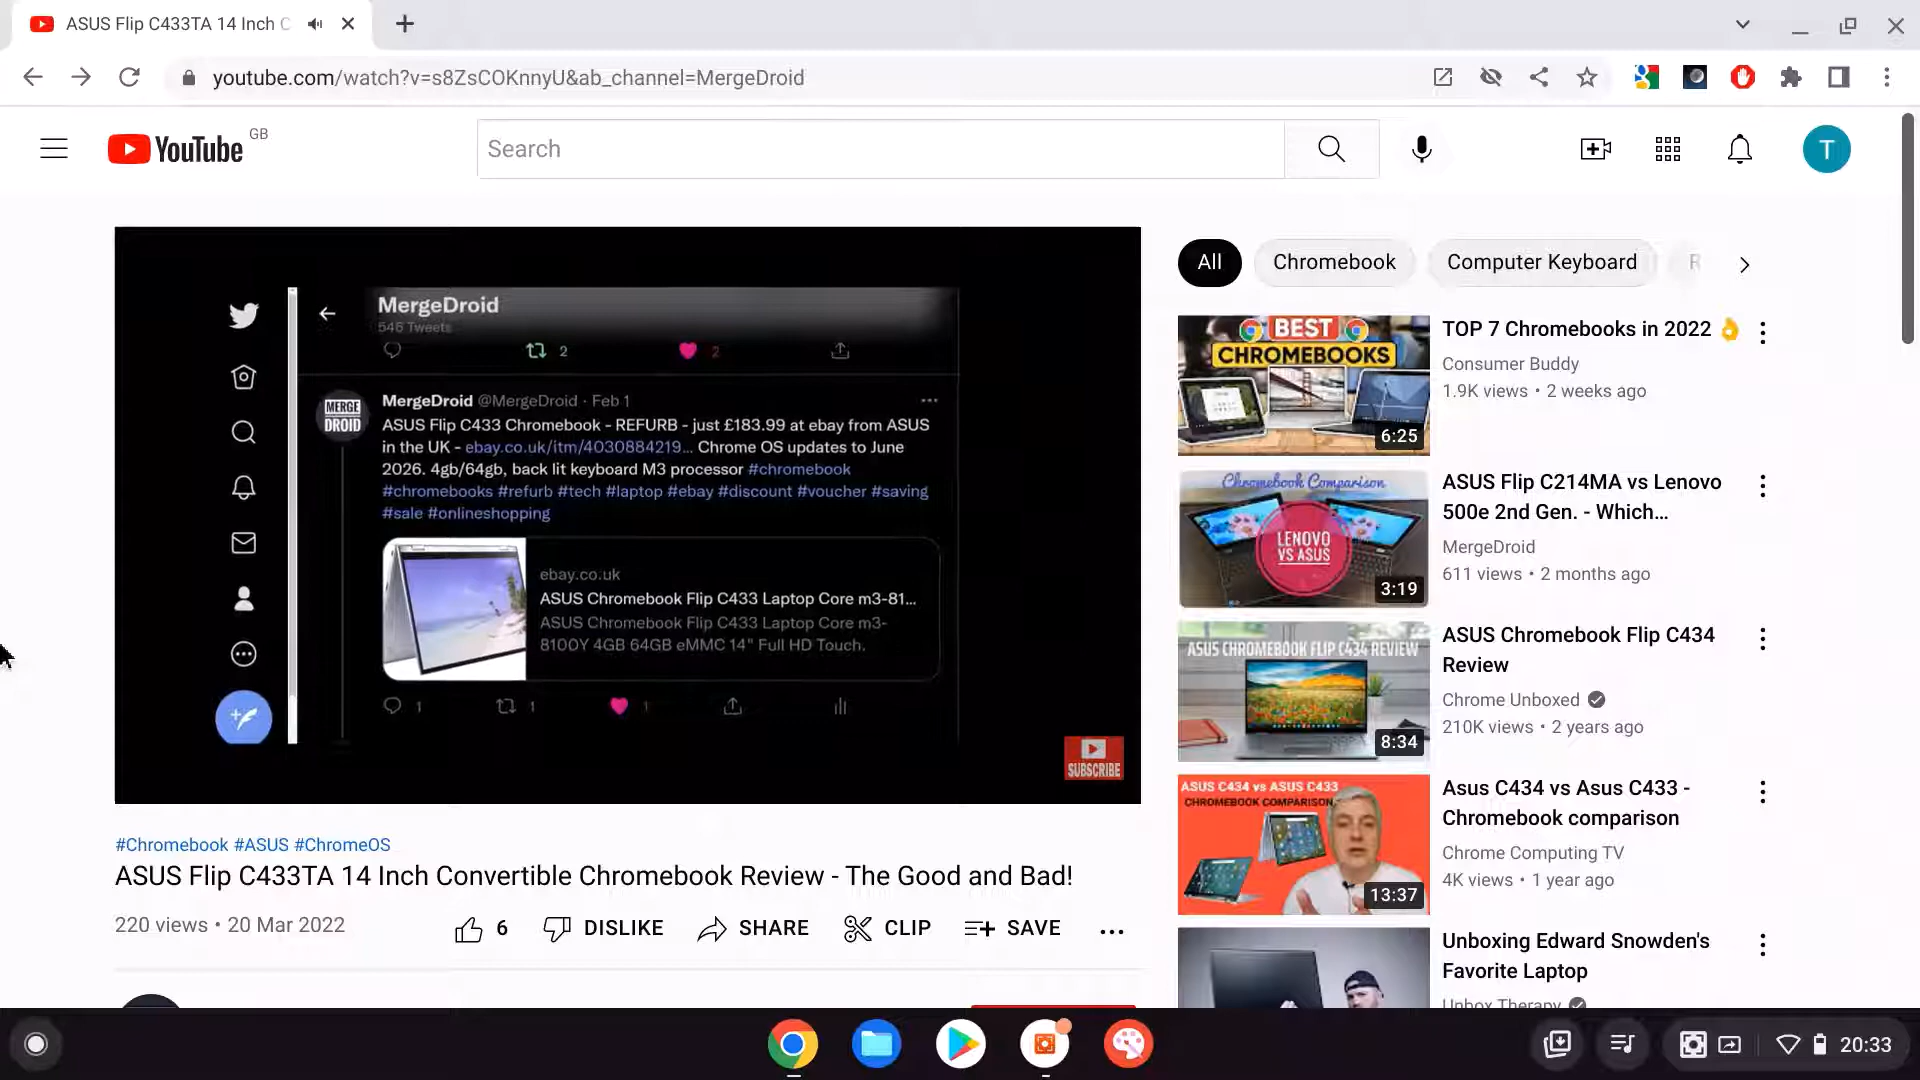 ASUS Flip C433TA 14 Inch C
youtube.com/watch?v=s8ZsCOKnnyU&ab_channel=MergeDroid
YouTube GB
Search
T
MergeDroid
546 Tweets
2
2
MERGE DROID
MergeDroid @MergeDroid · Feb 1
ASUS Flip C433 Chromebook - REFURB - just £183.99 at ebay from ASUS
in the UK - ebay.co.uk/itm/4030884219... Chrome OS updates to June
2026. 4gb/64gb, back lit keyboard M3 processor #chromebook
#chromebooks #refurb #tech #laptop #ebay #discount #voucher #saving
#sale #onlineshopping
ebay.co.uk
ASUS Chromebook Flip C433 Laptop Core m3-81...
ASUS Chromebook Flip C433 Laptop Core m3-
8100Y 4GB 64GB eMMC 14" Full HD Touch.
1
1
1
SUBSCRIBE
#Chromebook #ASUS #ChromeOS
ASUS Flip C433TA 14 Inch Convertible Chromebook Review - The Good and Bad!
220 views • 20 Mar 2022
6
DISLIKE
SHARE
CLIP
SAVE
All
Chromebook
Computer Keyboard
R
BEST
CHROMEBOOKS
6:25
TOP 7 Chromebooks in 2022 👌
Consumer Buddy
1.9K views • 2 weeks ago
Chromebook Comparison
LENOVO
VS ASUS
3:19
ASUS Flip C214MA vs Lenovo
500e 2nd Gen. - Which...
MergeDroid
611 views • 2 months ago
ASUS CHROMEBOOK FLIP C434 REVIEW
8:34
ASUS Chromebook Flip C434
Review
Chrome Unboxed
210K views • 2 years ago
ASUS C434 vs ASUS C433
CHROMEBOOK COMPARISON
13:37
Asus C434 vs Asus C433 -
Chromebook comparison
Chrome Computing TV
4K views • 1 year ago
Unboxing Edward Snowden's
Favorite Laptop
Unbox Therapy
20:33